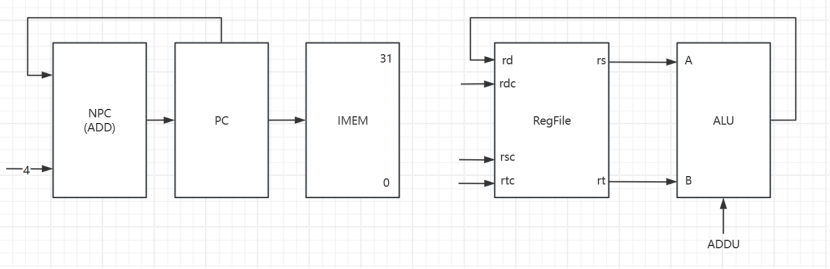 NPC
(ADD)
4
PC
31
IMEM
0
rd
rdc
rsc
rtc
RegFile
rs
rt
A
B
ALU
ADDU